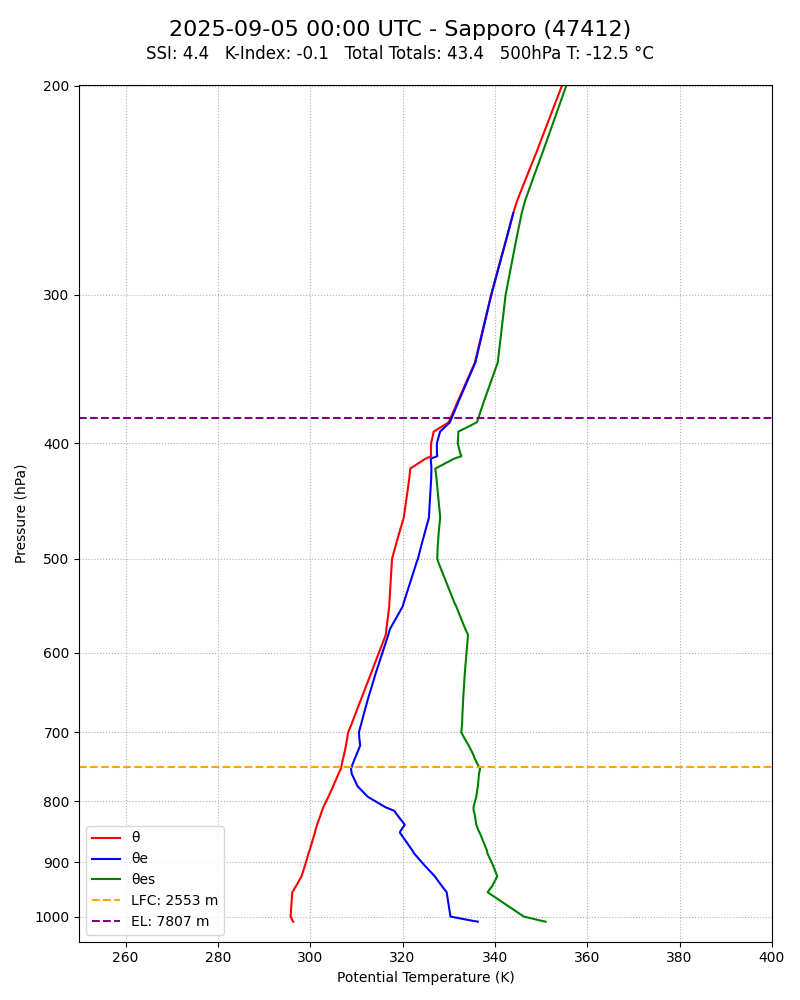 2025-09-05 00:00 UTC - Sapporo (47412)
SSI: 4.4   K-Index: -0.1   Total Totals: 43.4   500hPa T: -12.5 °C
200
300
400
500
600
700
800
900
1000
Pressure (hPa)
θ
θe
θes
LFC: 2553 m
EL: 7807 m
260 280 300 320 340 360 380 400
Potential Temperature (K)